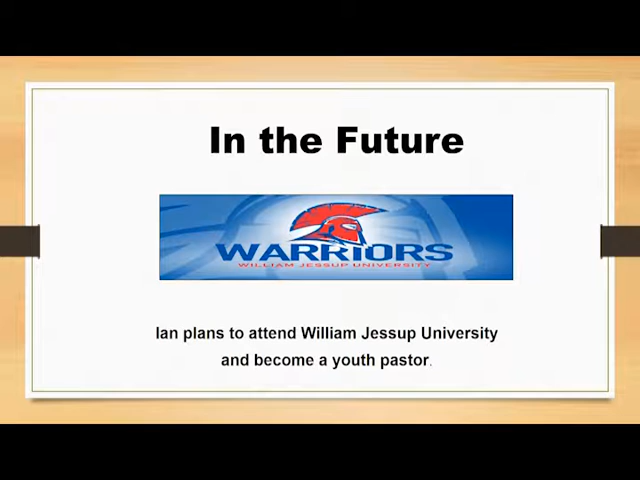 In the Future
WARRIORS
WILLIAM JESSUP UNIVERSITY
Ian plans to attend William Jessup University
and become a youth pastor.